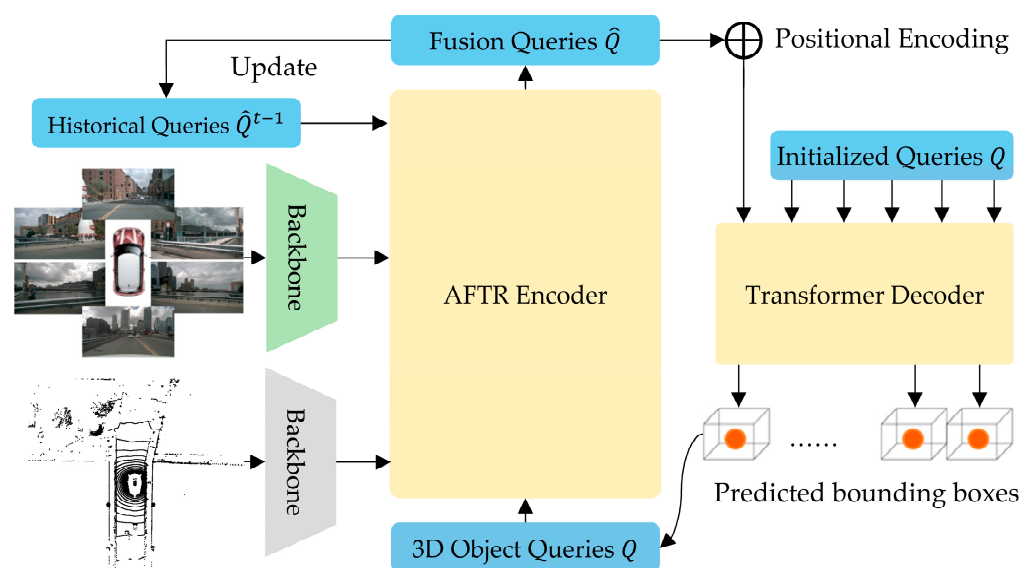 Fusion Queries Q̂
Positional Encoding
Update
Historical Queries Q̂ᵗ⁻¹
Initialized Queries Q
Backbone
AFTR Encoder
Transformer Decoder
Backbone
......
Predicted bounding boxes
3D Object Queries Q